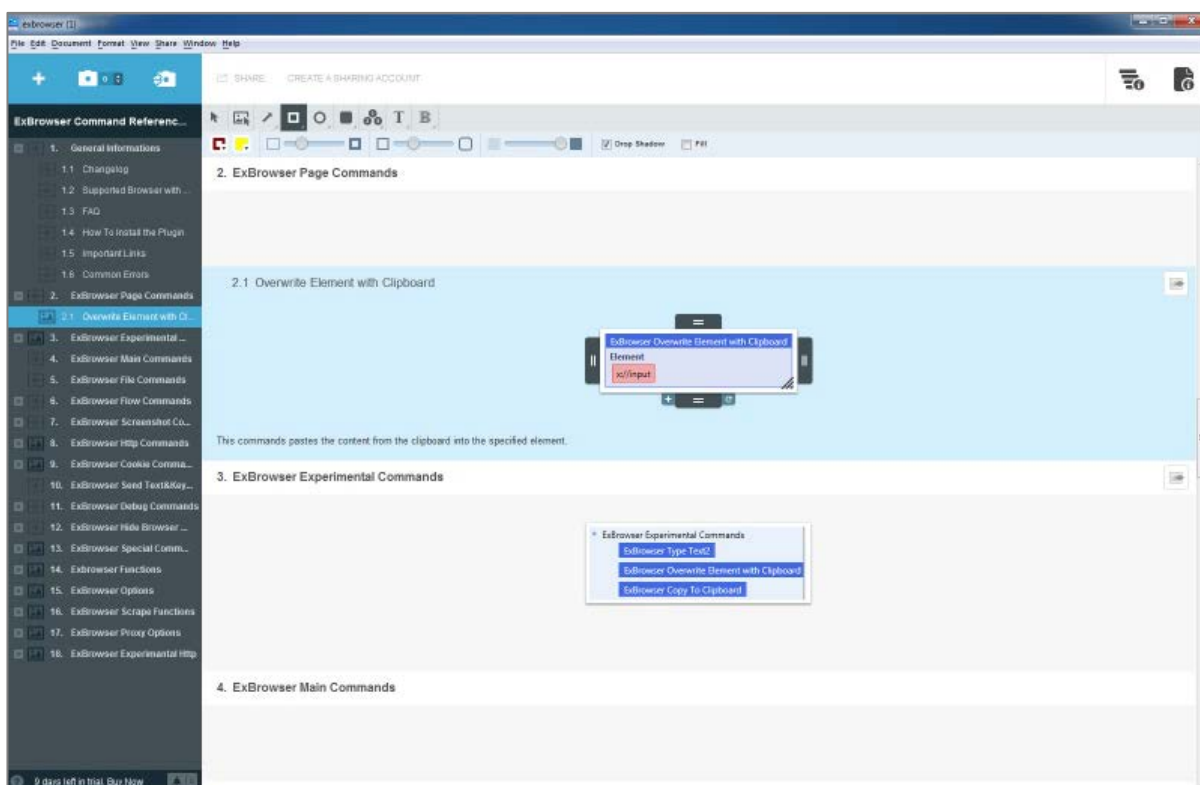 exbrowser (1)
File Edit Document Format View Share Window Help
SHARE CREATE A SHARING ACCOUNT
ExBrowser Command Referenc...
1. General Informations
1.1 Changelog
1.2 Supported Browser with ...
1.3 FAQ
1.4 How To Install the Plugin
1.5 Important Links
1.6 Common Errors
2. ExBrowser Page Commands
2.1 Overwrite Element with Cl...
3. ExBrowser Experimental ...
4. ExBrowser Main Commands
5. ExBrowser File Commands
6. ExBrowser Flow Commands
7. ExBrowser Screenshot Co...
8. ExBrowser Http Commands
9. ExBrowser Cookie Comma...
10. ExBrowser Send Text&Key...
11. ExBrowser Debug Commands
12. ExBrowser Hide Browser ...
13. ExBrowser Special Comm...
14. Exbrowser Functions
15. ExBrowser Options
16. ExBrowser Scrape Functions
17. ExBrowser Proxy Options
18. ExBrowser Experimantal Http
9 days left in trial. Buy Now
T B
Drop Shadow Fill
2. ExBrowser Page Commands
2.1 Overwrite Element with Clipboard
ExBrowser Overwrite Element with Clipboard
Element
x://input
This commands pastes the content from the clipboard into the specified element.
3. ExBrowser Experimental Commands
ExBrowser Experimental Commands
ExBrowser Type Text2
ExBrowser Overwrite Element with Clipboard
ExBrowser Copy To Clipboard
4. ExBrowser Main Commands